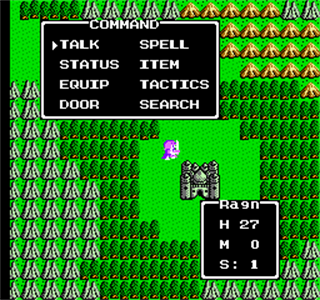 COMMAND
TALK SPELL
STATUS ITEM
EQUIP TACTICS
DOOR SEARCH
Ragn
H 27
M 0
S: 1